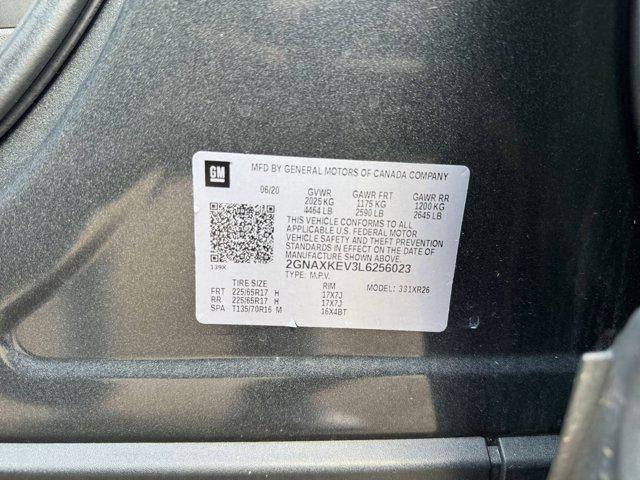 GM
MFD BY GENERAL MOTORS OF CANADA COMPANY
06/20 GVWR GAWR FRT GAWR RR
2025 KG 1175 KG 1200 KG
4464 LB 2590 LB 2645 LB
THIS VEHICLE CONFORMS TO ALL
APPLICABLE U.S. FEDERAL MOTOR
VEHICLE SAFETY AND THEFT PREVENTION
STANDARDS IN EFFECT ON THE DATE OF
MANUFACTURE SHOWN ABOVE.
139X 2GNAXKEV3L6256023
TYPE: M.P.V.
TIRE SIZE RIM MODEL: 331XR26
FRT 225/65R17 H 17X7J
RR 225/65R17 H 17X7J
SPA T135/70R16 M 16X4BT